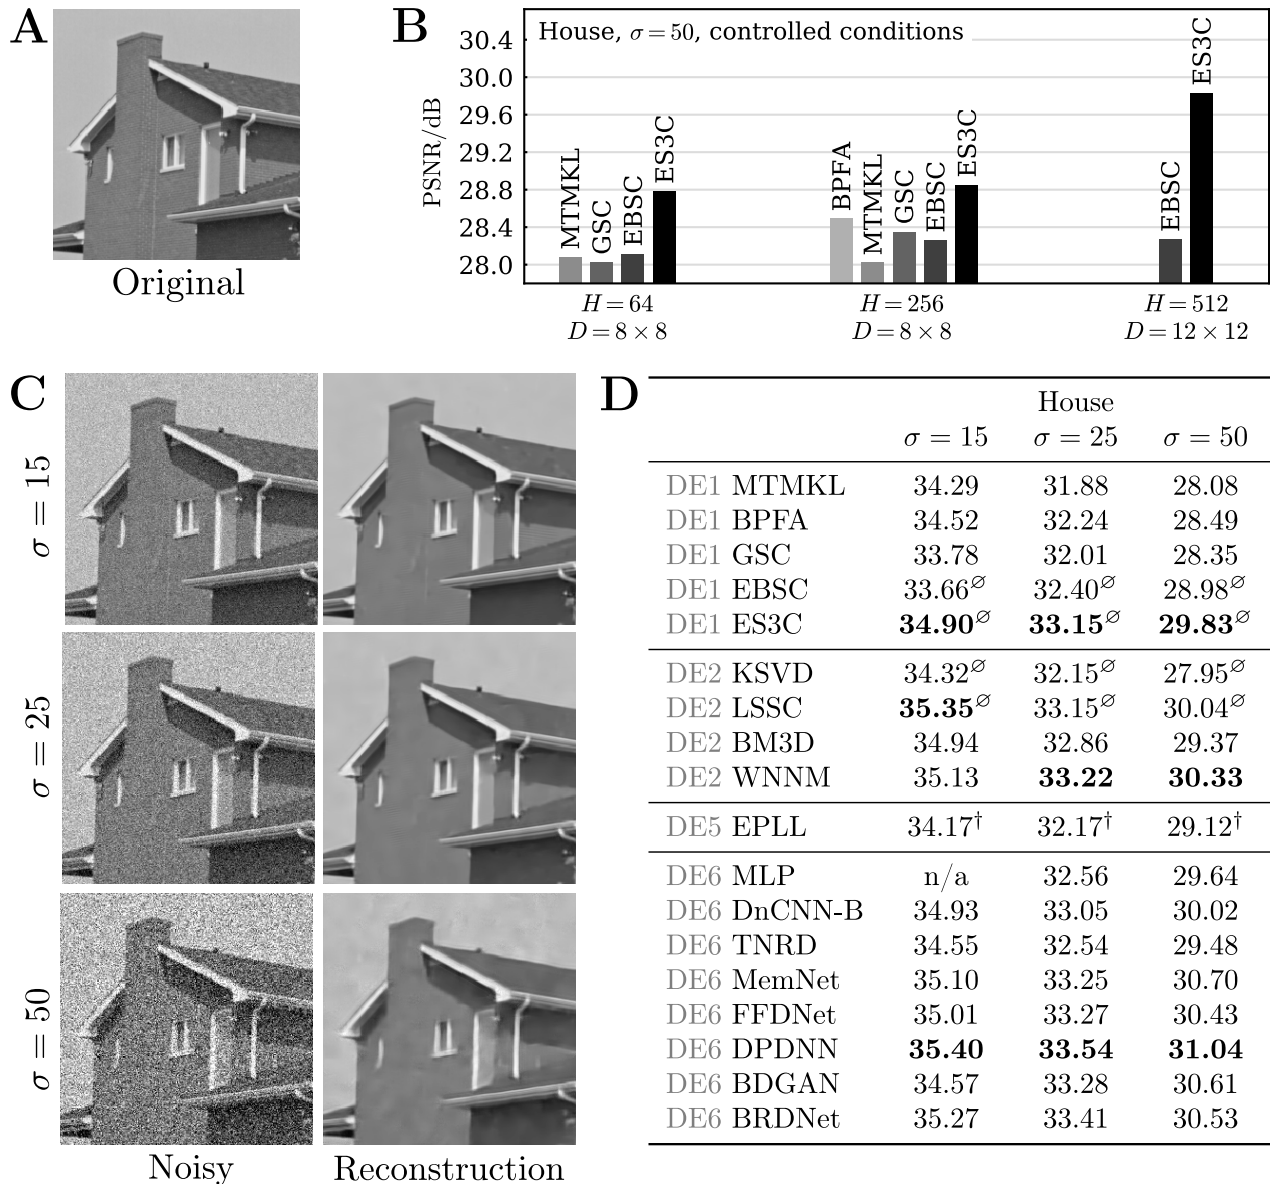 A
Original
B
House, σ = 50, controlled conditions
PSNR/dB
30.4
30.0
29.6
29.2
28.8
28.4
28.0
MTMKL
GSC
EBSC
ES3C
BPFA
MTMKL
GSC
EBSC
ES3C
EBSC
ES3C
H = 64
D = 8 × 8
H = 256
D = 8 × 8
H = 512
D = 12 × 12
C
σ = 15
σ = 25
σ = 50
Noisy
Reconstruction
D
House
σ = 15 σ = 25 σ = 50
DE1 MTMKL 34.29 31.88 28.08
DE1 BPFA 34.52 32.24 28.49
DE1 GSC 33.78 32.01 28.35
DE1 EBSC 33.66∅ 32.40∅ 28.98∅
DE1 ES3C 34.90∅ 33.15∅ 29.83∅
DE2 KSVD 34.32∅ 32.15∅ 27.95∅
DE2 LSSC 35.35∅ 33.15∅ 30.04∅
DE2 BM3D 34.94 32.86 29.37
DE2 WNNM 35.13 33.22 30.33
DE5 EPLL 34.17† 32.17† 29.12†
DE6 MLP n/a 32.56 29.64
DE6 DnCNN-B 34.93 33.05 30.02
DE6 TNRD 34.55 32.54 29.48
DE6 MemNet 35.10 33.25 30.70
DE6 FFDNet 35.01 33.27 30.43
DE6 DPDNN 35.40 33.54 31.04
DE6 BDGAN 34.57 33.28 30.61
DE6 BRDNet 35.27 33.41 30.53